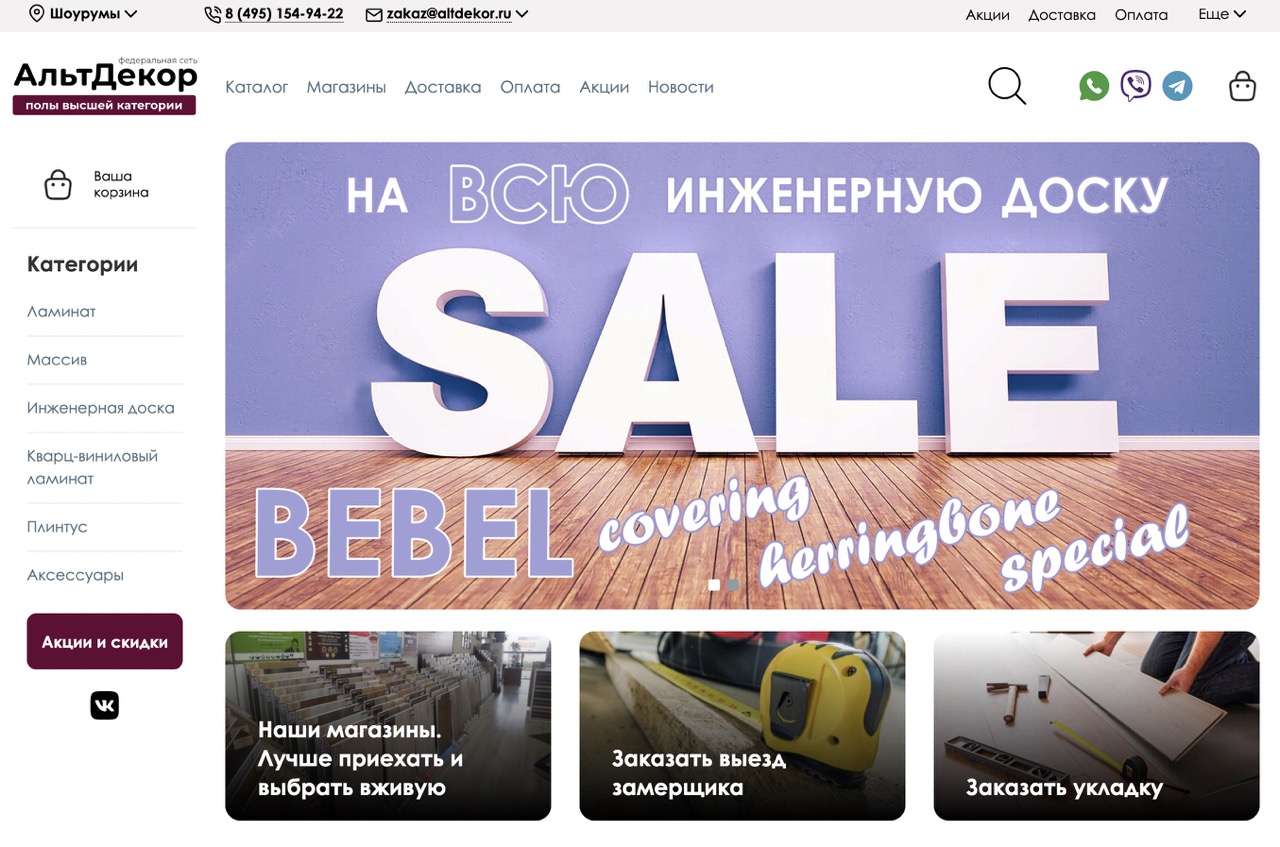 Шоурумы
8 (495) 154-94-22
zakaz@altdekor.ru
Акции
Доставка
Оплата
Еще
федеральная сеть
АльтДекор
полы высшей категории
Каталог
Магазины
Доставка
Оплата
Акции
Новости
Ваша
корзина
Категории
Ламинат
Массив
Инженерная доска
Кварц-виниловый
ламинат
Плинтус
Аксессуары
Акции и скидки
НА ВСЮ ИНЖЕНЕРНУЮ ДОСКУ
SALE
BEBEL
covering
herringbone
special
Наши магазины.
Лучше приехать и
выбрать вживую
Заказать выезд
замерщика
Заказать укладку